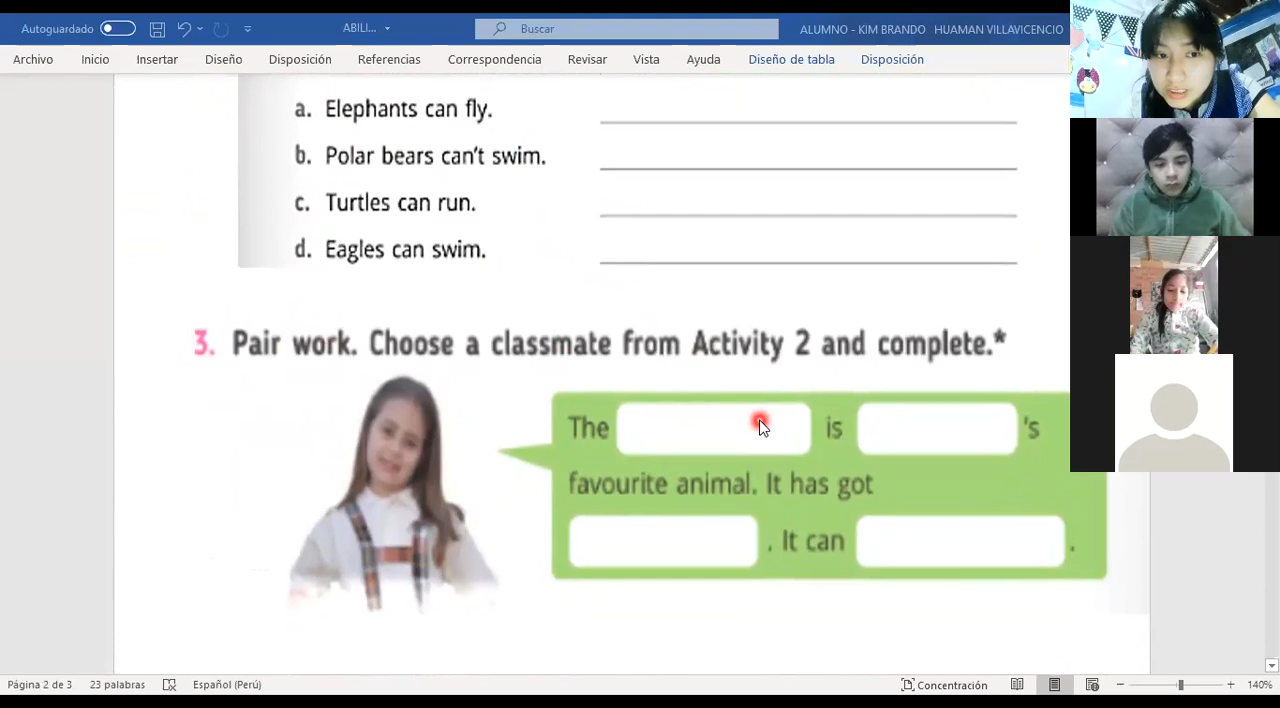 Autoguardado
ABILI...
Buscar
ALUMNO - KIM BRANDO HUAMAN VILLAVICENCIO
Archivo Inicio Insertar Diseño Disposición Referencias Correspondencia Revisar Vista Ayuda Diseño de tabla Disposición
a. Elephants can fly.
b. Polar bears can't swim.
c. Turtles can run.
d. Eagles can swim.
3. Pair work. Choose a classmate from Activity 2 and complete.*
The is 's
favourite animal. It has got
. It can .
Página 2 de 3 23 palabras Español (Perú) Concentración 140%